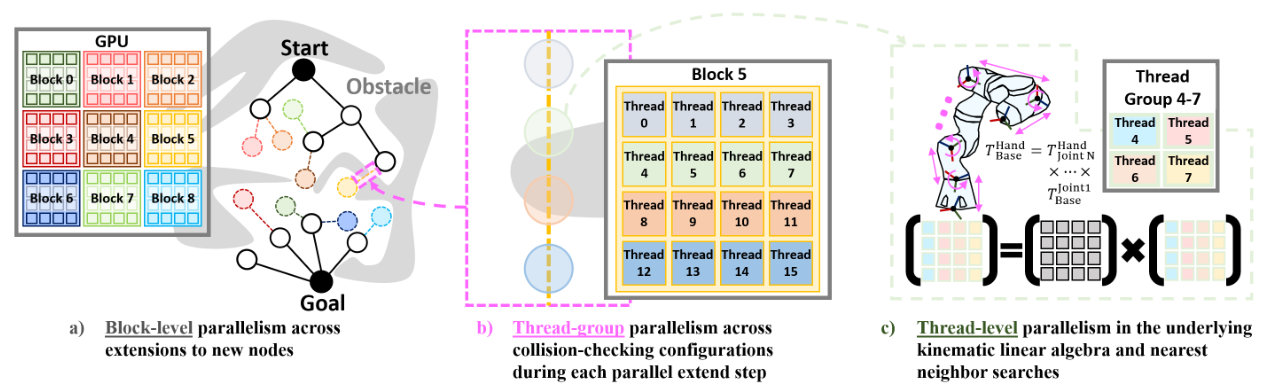 GPU
Block 0 Block 1 Block 2
Block 3 Block 4 Block 5
Block 6 Block 7 Block 8
Start
Obstacle
Goal
a) Block-level parallelism across
extensions to new nodes
Block 5
Thread 0 Thread 1 Thread 2 Thread 3
Thread 4 Thread 5 Thread 6 Thread 7
Thread 8 Thread 9 Thread 10 Thread 11
Thread 12 Thread 13 Thread 14 Thread 15
b) Thread-group parallelism across
collision-checking configurations
during each parallel extend step
Thread
Group 4-7
Thread 4 Thread 5
Thread 6 Thread 7
T^Hand_Base = T^Hand_Joint N
× ⋯ ×
T^Joint1_Base
= ×
c) Thread-level parallelism in the underlying
kinematic linear algebra and nearest
neighbor searches